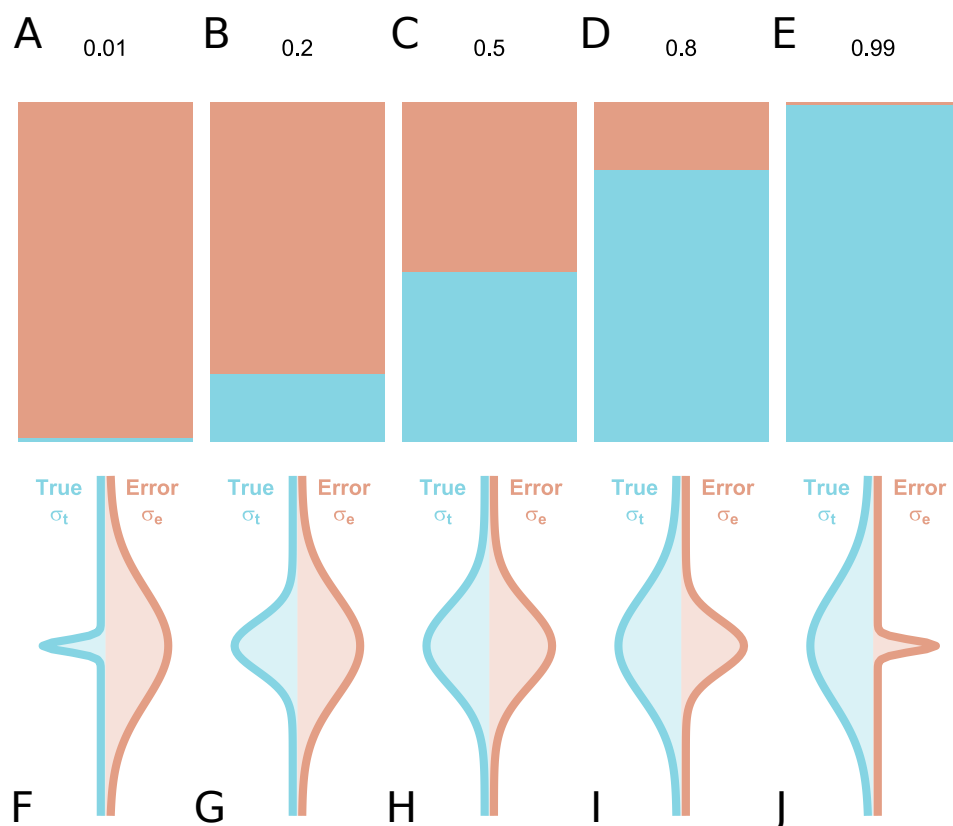 A B C D E
0.01 0.2 0.5 0.8 0.99
True Error True Error True Error True Error True Error
σt σe σt σe σt σe σt σe σt σe
F G H I J